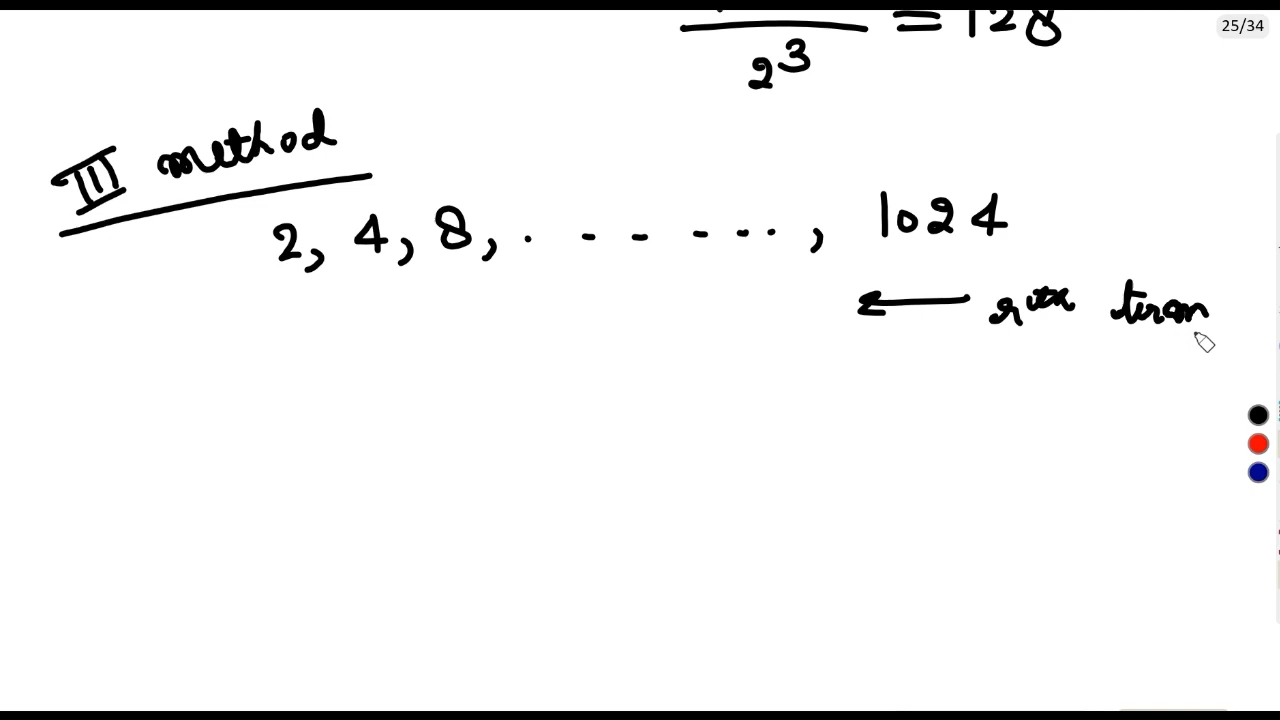 = 128
2³
25/34
III method
2, 4, 8, . - - - - . . , 1024
← rth term